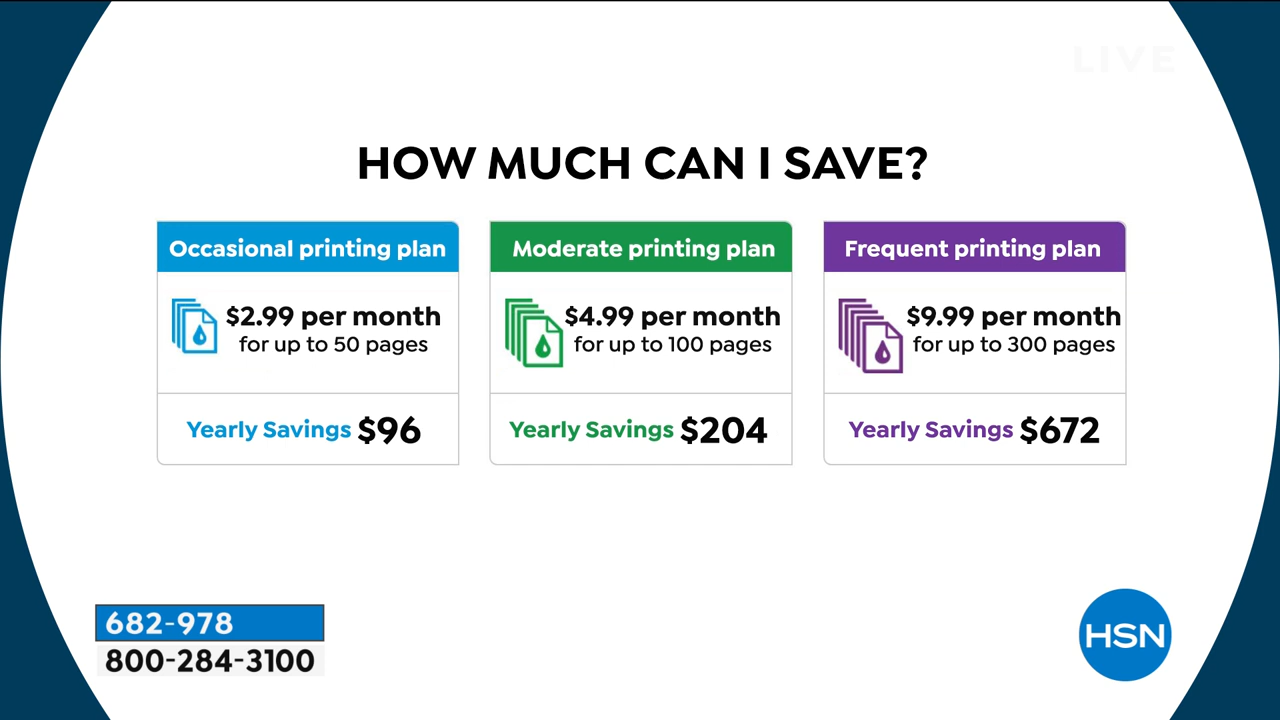 LIVE
HOW MUCH CAN I SAVE?
Occasional printing plan
$2.99 per month
for up to 50 pages
Yearly Savings $96
Moderate printing plan
$4.99 per month
for up to 100 pages
Yearly Savings $204
Frequent printing plan
$9.99 per month
for up to 300 pages
Yearly Savings $672
682-978
800-284-3100
HSN